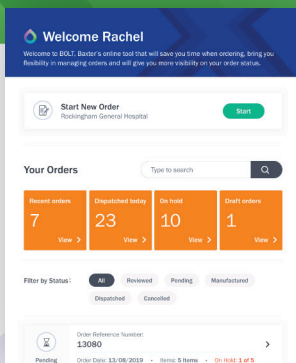 Welcome Rachel
Welcome to BOLT. Baxter's online tool that will save you time when ordering, bring you
flexibility in managing orders and will give you more visibility on your order status.
Start New Order
Rockingham General Hospital
Start
Your Orders
Type to search
Recent orders
7
View >
Dispatched today
23
View >
On hold
10
View >
Draft orders
1
View >
Filter by Status:
All
Reviewed
Pending
Manufactured
Dispatched
Cancelled
Order Reference Number:
13080
>
Pending
Order Date: 13/08/2019 • Items: 5 Items • On Hold: 1 of 5